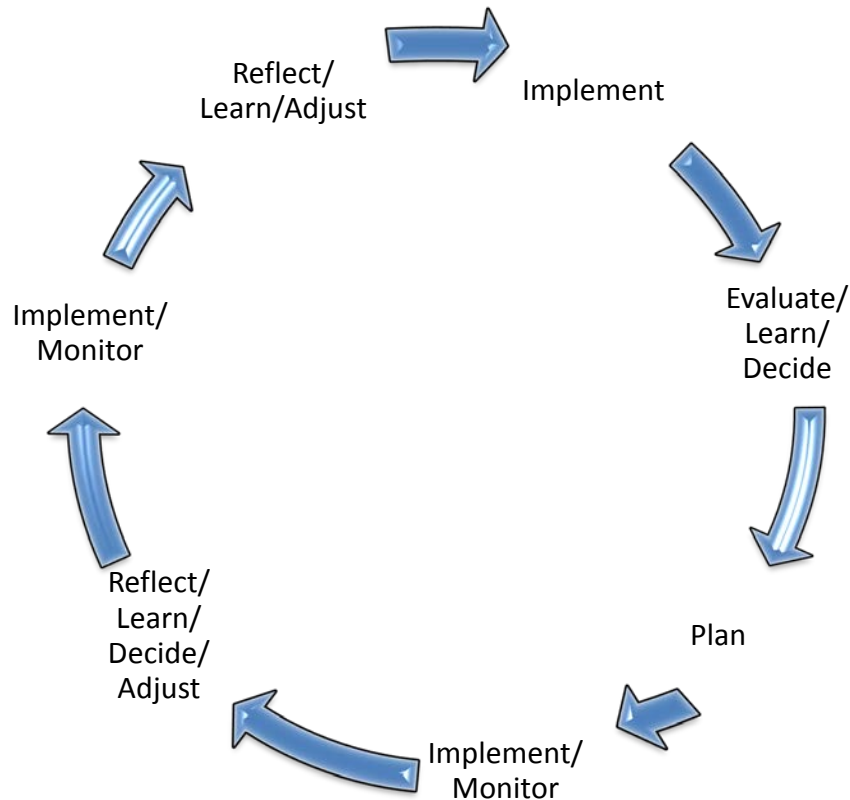 Reflect/
Learn/Adjust
Implement
Evaluate/
Learn/
Decide
Plan
Implement/
Monitor
Reflect/
Learn/
Decide/
Adjust
Implement/
Monitor